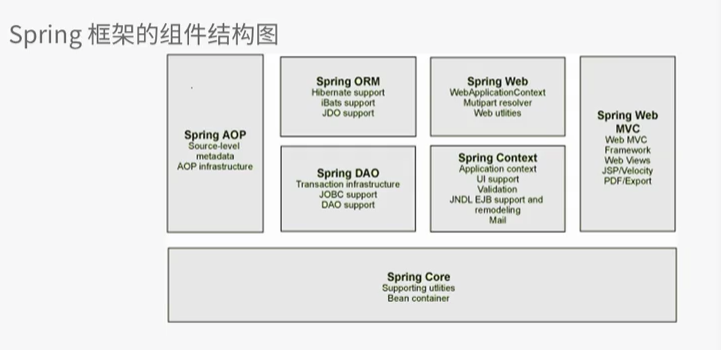 Spring 框架的组件结构图
Spring AOP
Source-level
metadata
AOP infrastructure
Spring ORM
Hibernate support
iBats support
JDO support
Spring DAO
Transaction infrastructure
JOBC support
DAO support
Spring Web
WebApplicationContext
Mutipart resolver
Web utlities
Spring Context
Application context
UI support
Validation
JNDL EJB support and
remodeling
Mail
Spring Web
MVC
Web MVC
Framework
Web Views
JSP/Velocity
PDF/Export
Spring Core
Supporting utlities
Bean container